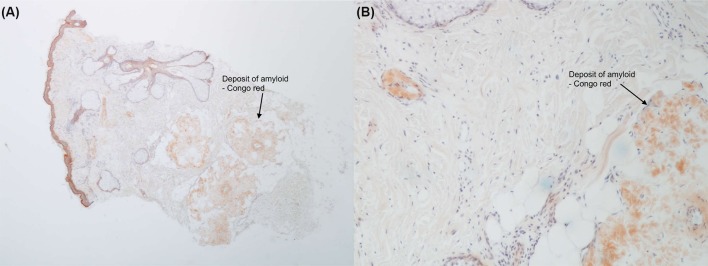 (A)
Deposit of amyloid
- Congo red
(B)
Deposit of amyloid
- Congo red